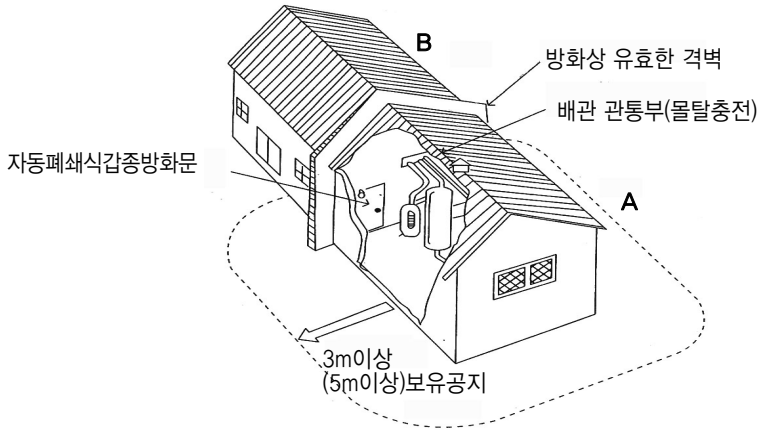 B
방화상 유효한 격벽
배관 관통부(몰탈충전)
자동폐쇄식갑종방화문
A
3m이상
(5m이상)보유공지